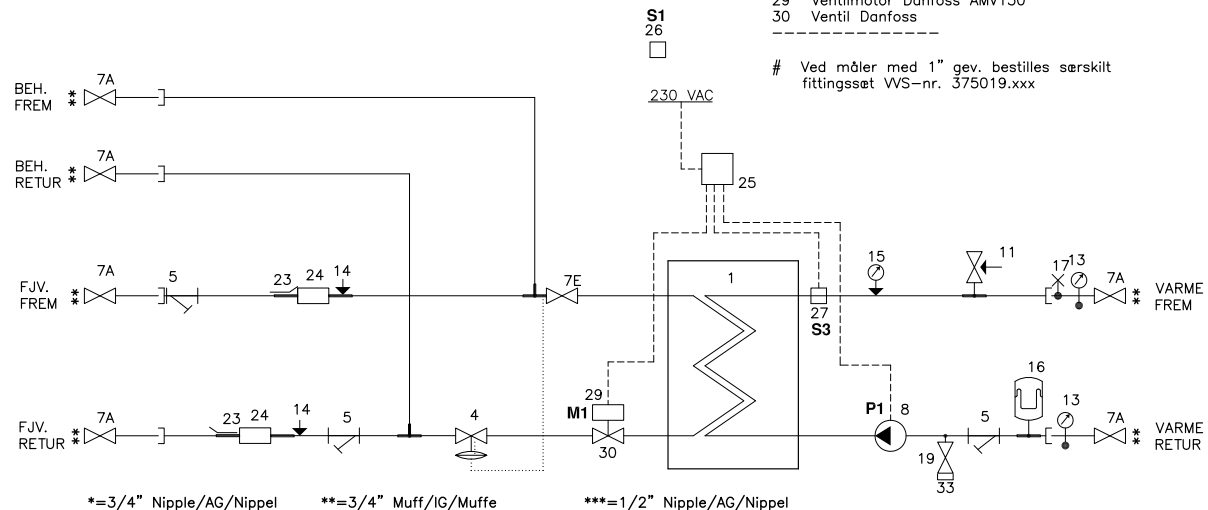 29 Ventilmotor Danfoss AMV150
30 Ventil Danfoss
# Ved måler med 1" gev. bestilles særskilt
fittingssæt VVS-nr. 375019.xxx
S1
26
230 VAC
25
BEH.
FREM
**
7A
BEH.
RETUR
**
7A
FJV.
FREM
**
7A
5
23
24
14
7E
1
27
S3
15
11
17
13
7A
**
VARME
FREM
FJV.
RETUR
**
7A
23
24
14
5
4
29
M1
30
P1
8
19
33
5
16
13
7A
**
VARME
RETUR
*=3/4" Nipple/AG/Nippel
**=3/4" Muff/IG/Muffe
***=1/2" Nipple/AG/Nippel